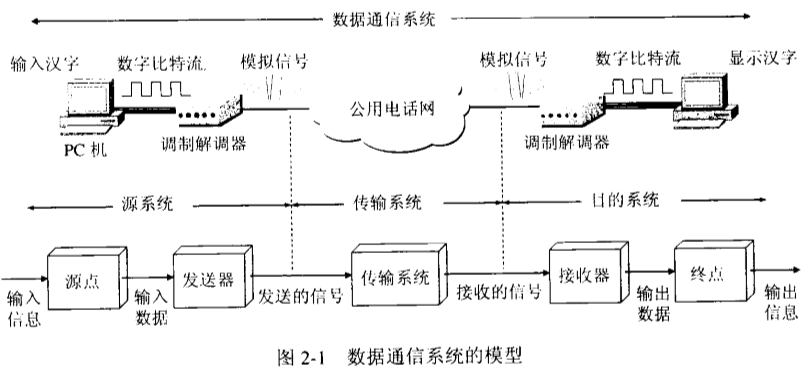 数据通信系统
输入汉字 数字比特流 模拟信号 模拟信号 数字比特流 显示汉字
公用电话网
PC 机 调制解调器 调制解调器
源系统 传输系统 目的系统
源点 发送器 传输系统 接收器 终点
输入 输入 发送的信号 接收的信号 输出 输出
信息 数据 数据 信息
图 2-1 数据通信系统的模型